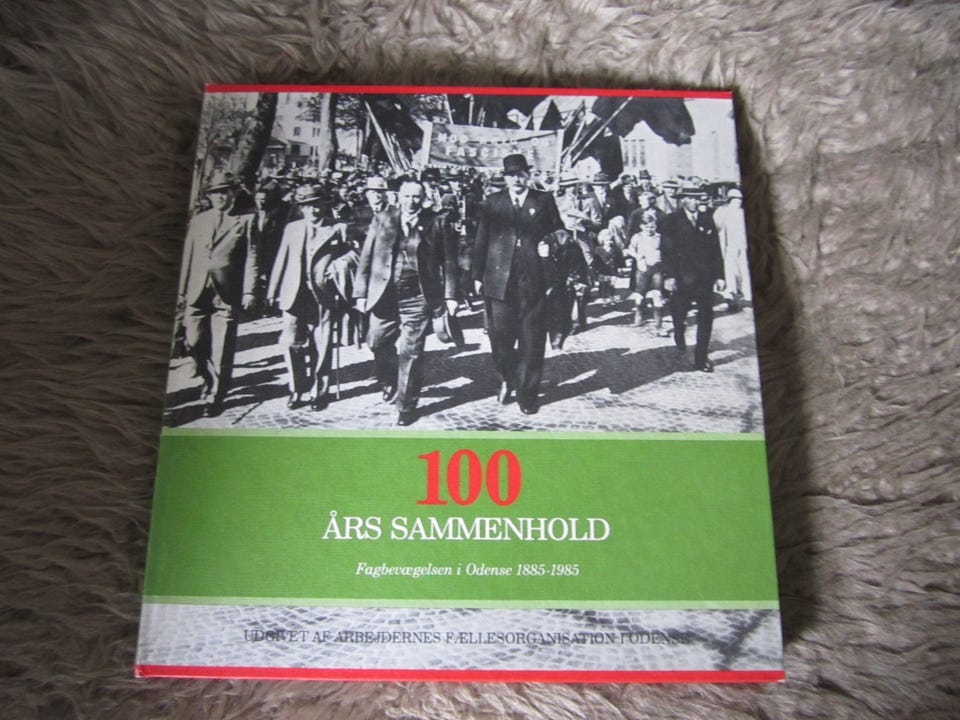 100
ÅRS SAMMENHOLD
Fagbevægelsen i Odense 1885-1985
UDGIVET AF ARBEJDERNES FÆLLESORGANISATION I ODENSE